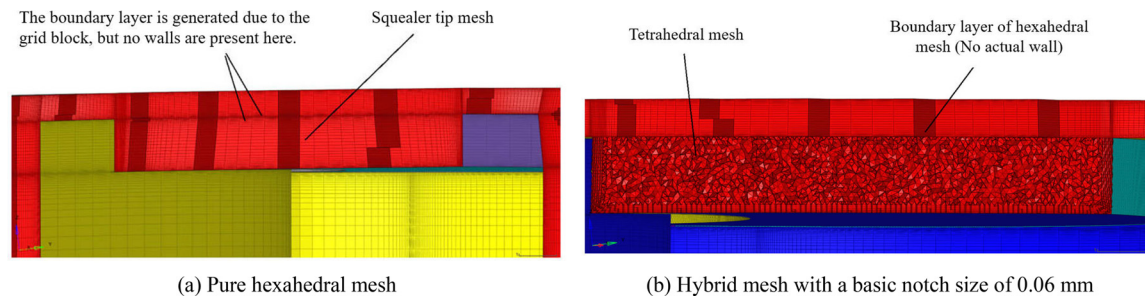 The boundary layer is generated due to the
grid block, but no walls are present here.
Squealer tip mesh
Tetrahedral mesh
Boundary layer of hexahedral
mesh (No actual wall)
(a) Pure hexahedral mesh
(b) Hybrid mesh with a basic notch size of 0.06 mm